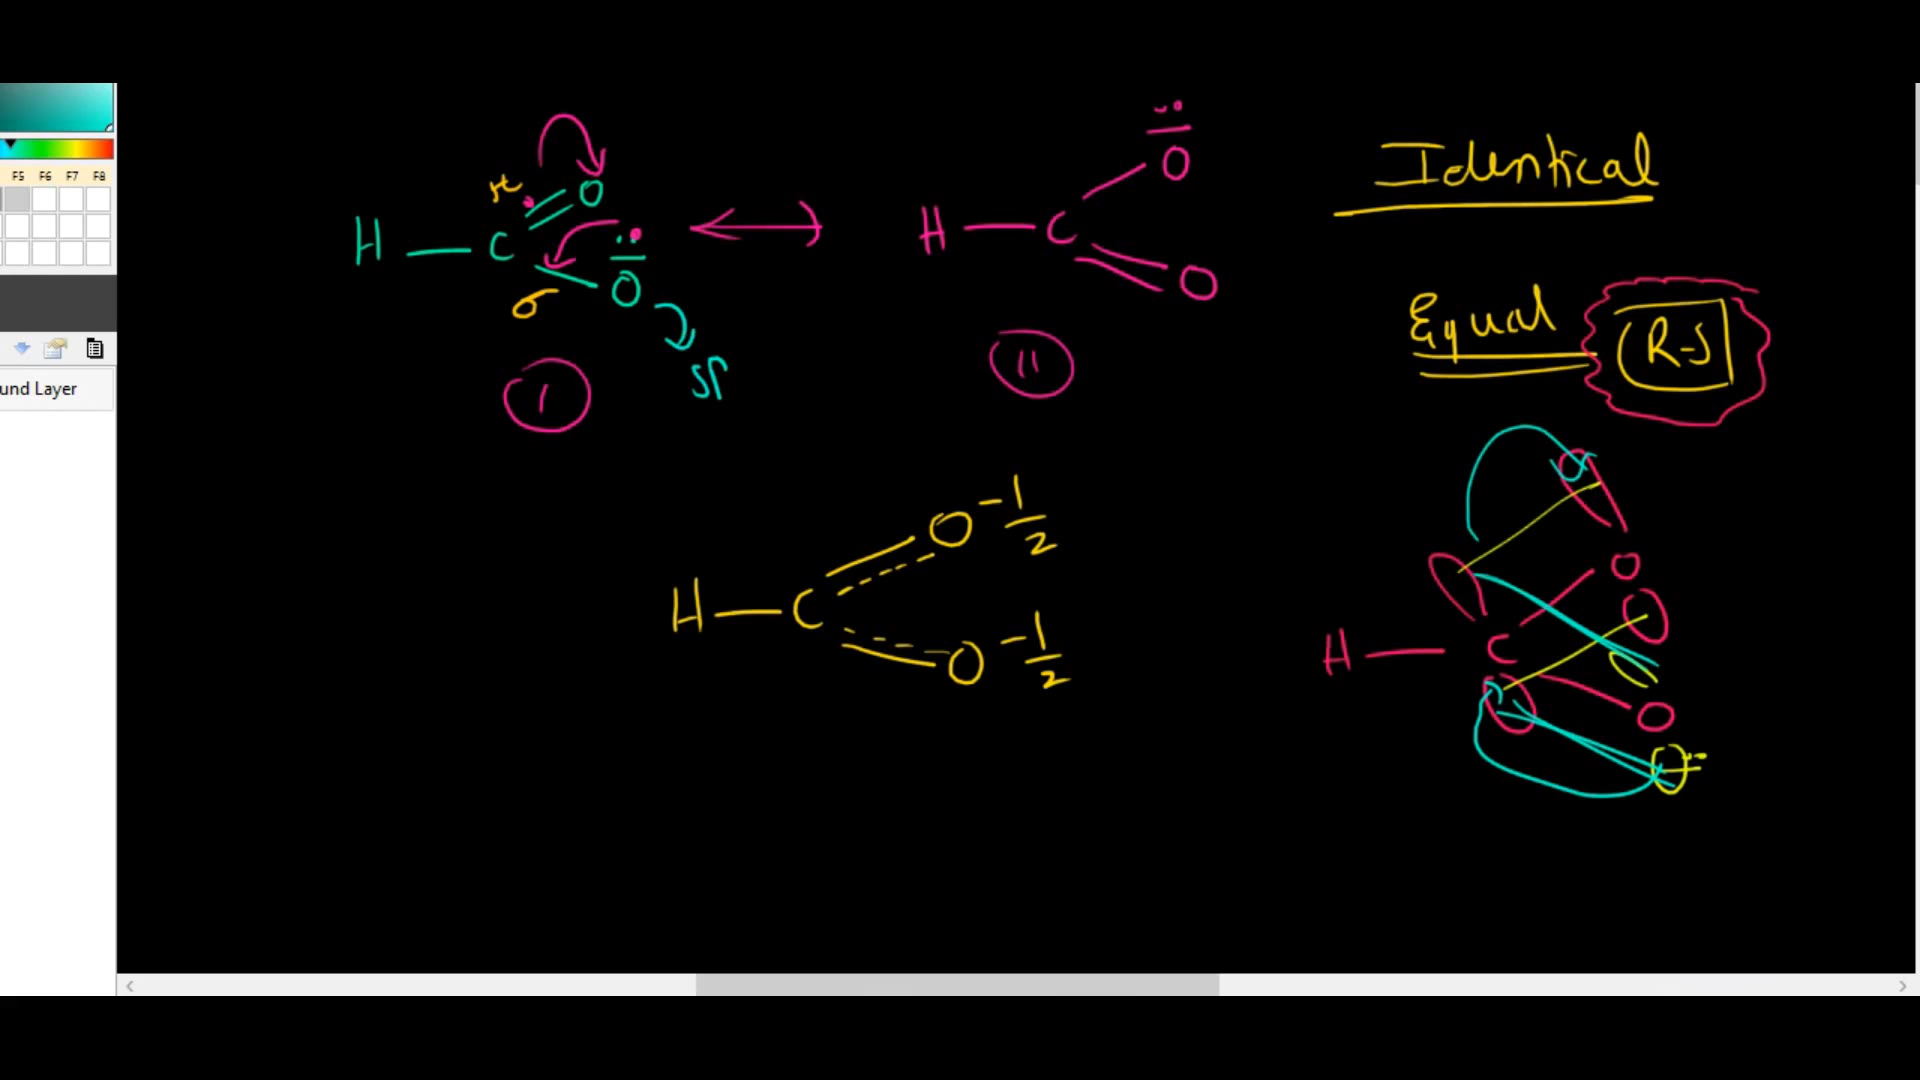 F5 F6 F7 F8
und Layer
π
O
H — C
σ
O
SP
I
O
H — C
O
II
Identical
Equal
R-S
O -1/2
H — C
O -1/2
O
H — C
O